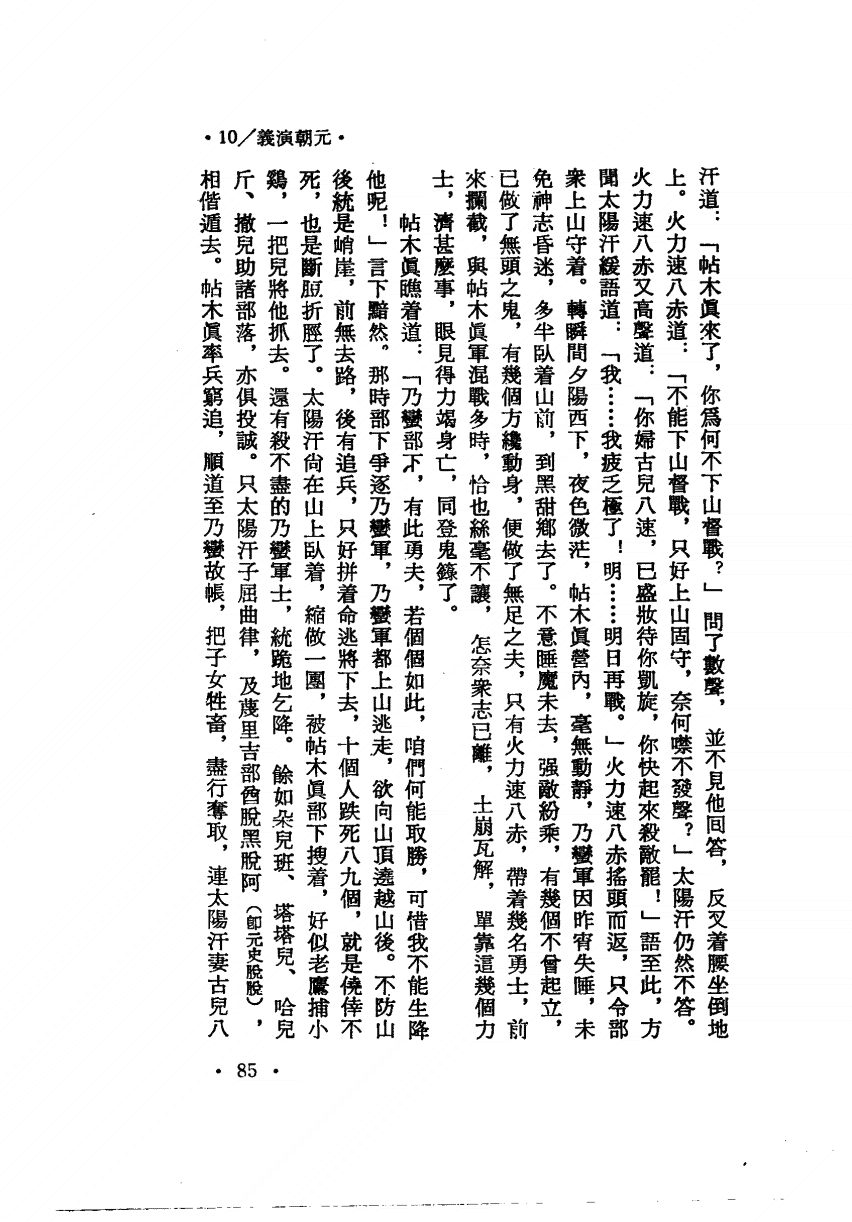 •10／義演朝元•
汗道：「帖木眞來了，你爲何不下山督戰？」問了數聲，並不見他回答，反叉着腰坐倒地
上。火力速八赤道：「不能下山督戰，只好上山固守，奈何噤不發聲？」太陽汗仍然不答。
火力速八赤又高聲道：「你婦古兒八速，已盛妝待你凱旋，你快起來殺敵罷！」語至此，方
聞太陽汗緩語道：「我……我疲乏極了！明……明日再戰。」火力速八赤搖頭而返，只令部
衆上山守着。轉瞬間夕陽西下，夜色微茫，帖木眞營內，毫無動靜，乃蠻軍因昨宵失睡，未
免神志昏迷，多半臥着山前，到黑甜鄉去了。不意睡魔未去，强敵紛乘，有幾個不曾起立，
已做了無頭之鬼，有幾個方纔動身，便做了無足之夫，只有火力速八赤，帶着幾名勇士，前
來攔截，與帖木眞軍混戰多時，恰也絲毫不讓，怎奈衆志已離，土崩瓦解，單靠這幾個力
士，濟甚麼事，眼見得力竭身亡，同登鬼籙了。
帖木眞瞧着道：「乃蠻部下，有此勇夫，若個個如此，咱們何能取勝，可惜我不能生降
他呢！」言下黯然。那時部下爭逐乃蠻軍，乃蠻軍都上山逃走，欲向山頂遶越山後。不防山
後統是峭崖，前無去路，後有追兵，只好拼着命逃將下去，十個人跌死八九個，就是僥倖不
死，也是斷脰折脛了。太陽汗尙在山上臥着，縮做一團，被帖木眞部下搜着，好似老鷹捕小
鷄，一把兒將他抓去。還有殺不盡的乃蠻軍士，統跪地乞降。餘如朶兒班、塔塔兒、哈兒
斤、撤兒助諸部落，亦俱投誠。只太陽汗子屈曲律，及蔑里吉部酋脫黑脫阿（卽元史脫脫），
相偕遁去。帖木眞率兵窮追，順道至乃蠻故帳，把子女牲畜，盡行奪取，連太陽汗妻古兒八
•85•